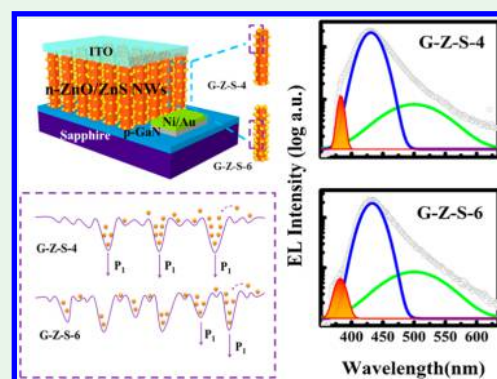 ITO
n-ZnO/ZnS NWs
Ni/Au
p-GaN
Sapphire
G-Z-S-4
G-Z-S-6
G-Z-S-4
P1 P1 P1
G-Z-S-6
P1 P1
EL Intensity (log a.u.)
G-Z-S-4
G-Z-S-6
400 450 500 550 600
Wavelength(nm)